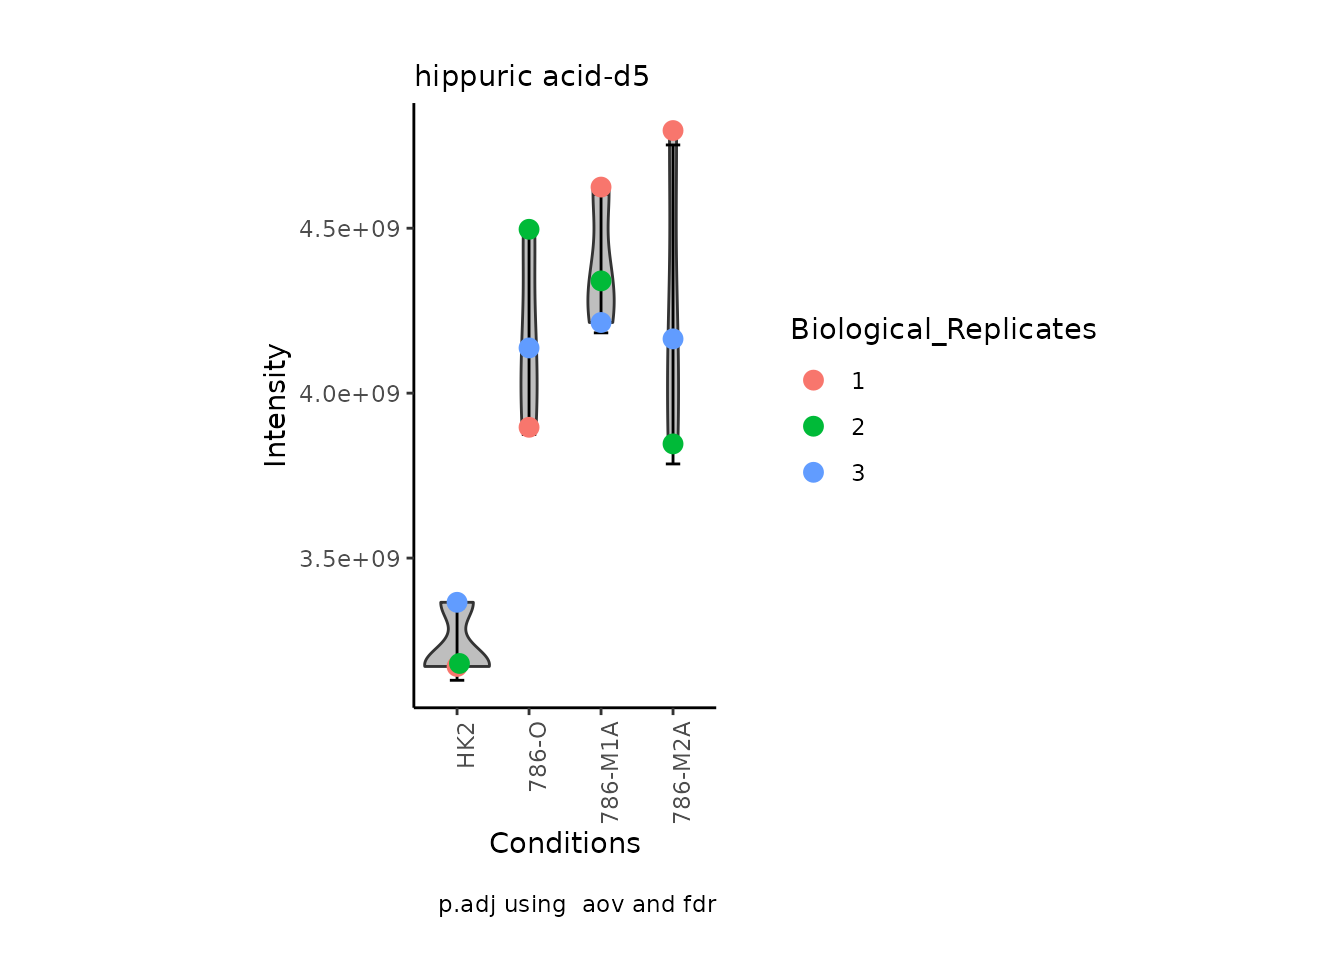 hippuric acid-d5
Intensity
4.5e+09
4.0e+09
3.5e+09
HK2
786-O
786-M1A
786-M2A
Conditions
Biological_Replicates
1
2
3
p.adj using  aov and fdr